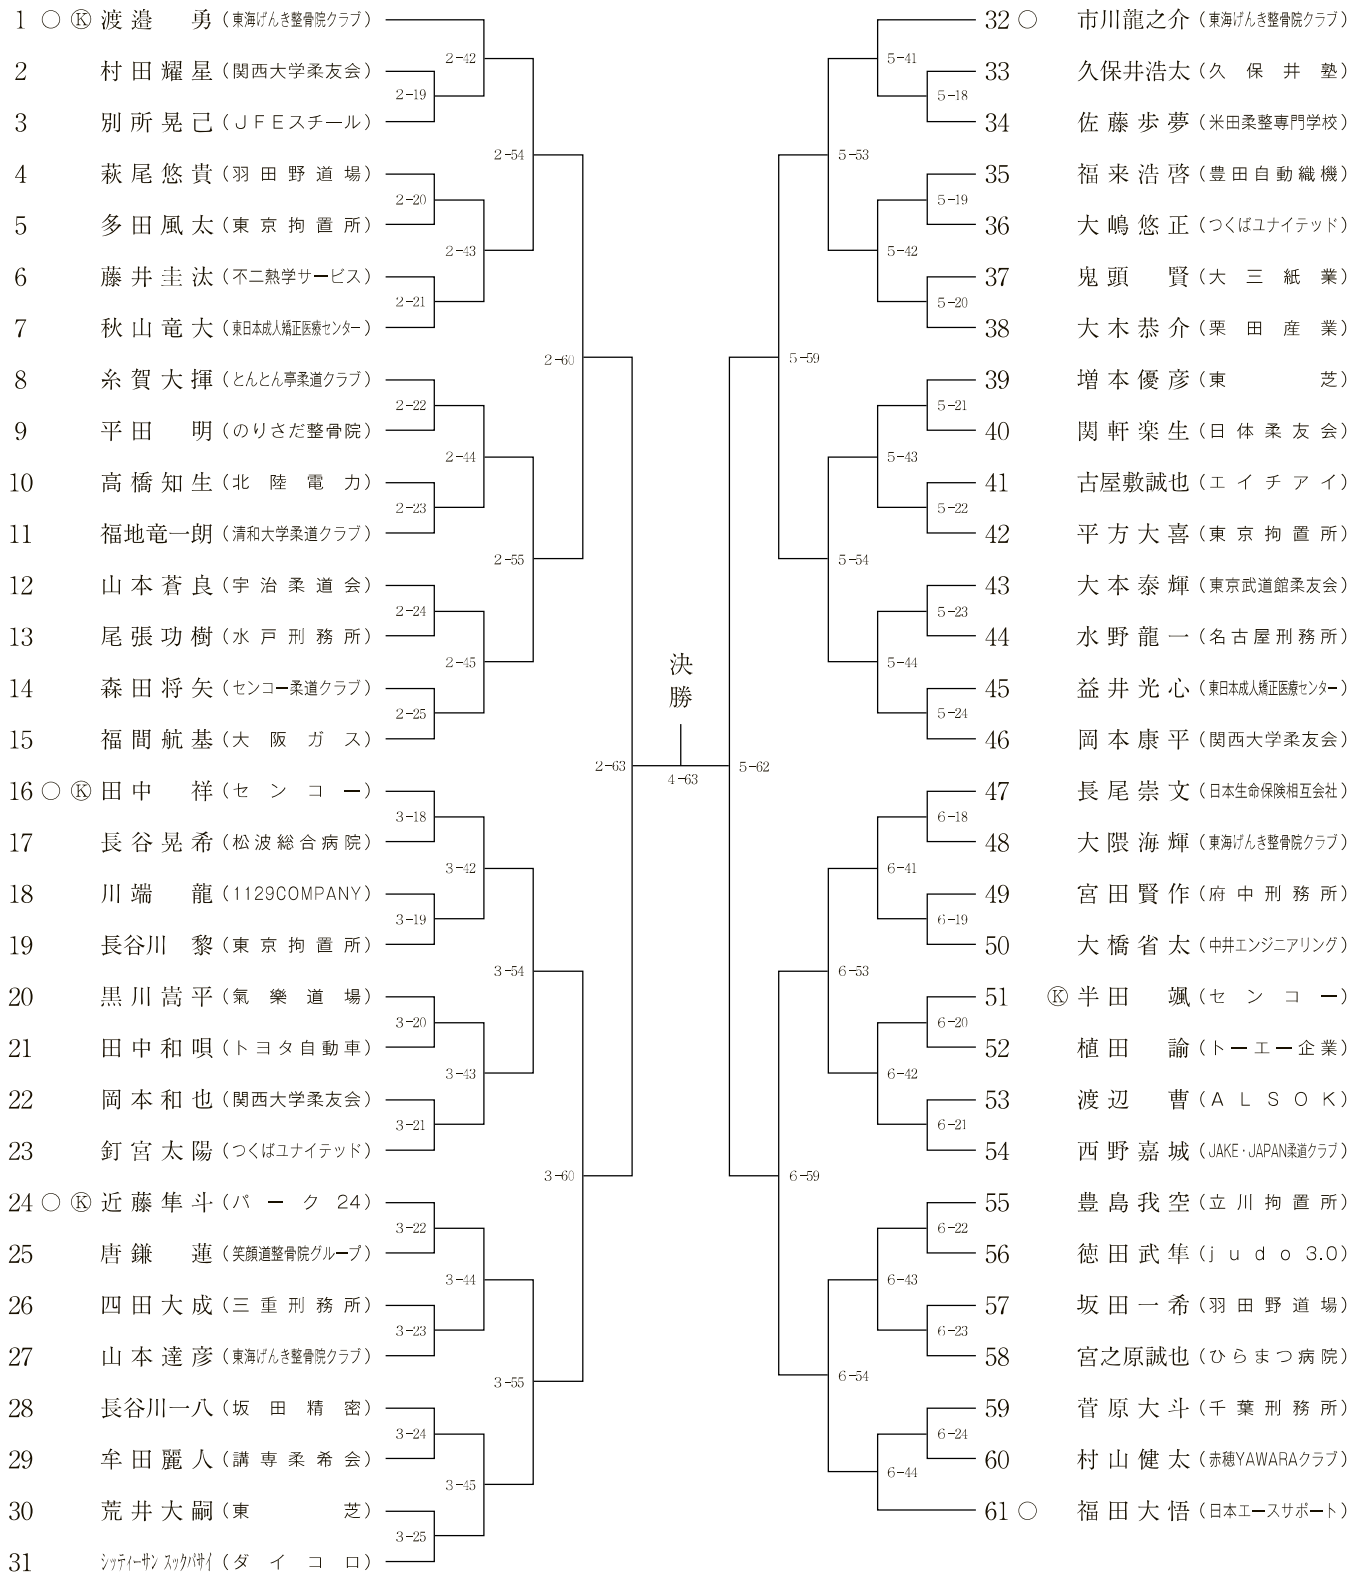 1 ○ Ⓚ 渡邉 勇 (東海げんき整骨院クラブ)
2 村田耀星 (関西大学柔友会)
3 別所晃己 (JFEスチール)
4 萩尾悠貴 (羽田野道場)
5 多田風太 (東京拘置所)
6 藤井圭汰 (不二熱学サービス)
7 秋山竜大 (東日本成人矯正医療センター)
8 糸賀大揮 (とんとん亭柔道クラブ)
9 平田 明 (のりさだ整骨院)
10 高橋知生 (北陸電力)
11 福地竜一朗 (清和大学柔道クラブ)
12 山本蒼良 (宇治柔道会)
13 尾張功樹 (水戸刑務所)
14 森田将矢 (センコー柔道クラブ)
15 福間航基 (大阪ガス)
16 ○ Ⓚ 田中 祥 (センコー)
17 長谷晃希 (松波総合病院)
18 川端 龍 (1129COMPANY)
19 長谷川 黎 (東京拘置所)
20 黒川嵩平 (氣樂道場)
21 田中和唄 (トヨタ自動車)
22 岡本和也 (関西大学柔友会)
23 釘宮太陽 (つくばユナイテッド)
24 ○ Ⓚ 近藤隼斗 (パーク24)
25 唐鎌 蓮 (笑顔道整骨院グループ)
26 四田大成 (三重刑務所)
27 山本達彦 (東海げんき整骨院クラブ)
28 長谷川一八 (坂田精密)
29 牟田麗人 (講専柔希会)
30 荒井大嗣 (東芝)
31 シッティーサン スックパサイ (ダイコロ)
2-42
2-19
2-54
2-20
2-43
2-21
2-60
2-22
2-44
2-23
2-55
2-24
2-45
2-25
2-63
3-18
3-42
3-19
3-54
3-20
3-43
3-21
3-60
3-22
3-44
3-23
3-55
3-24
3-45
3-25
決勝
4-63
5-41
5-18
5-53
5-19
5-42
5-20
5-59
5-21
5-43
5-22
5-54
5-23
5-44
5-24
5-62
6-18
6-41
6-19
6-53
6-20
6-42
6-21
6-59
6-22
6-43
6-23
6-54
6-24
6-44
32 ○ 市川龍之介 (東海げんき整骨院クラブ)
33 久保井浩太 (久保井塾)
34 佐藤歩夢 (米田柔整専門学校)
35 福来浩啓 (豊田自動織機)
36 大嶋悠正 (つくばユナイテッド)
37 鬼頭 賢 (大三紙業)
38 大木恭介 (栗田産業)
39 増本優彦 (東芝)
40 関軒楽生 (日体柔友会)
41 古屋敷誠也 (エイチアイ)
42 平方大喜 (東京拘置所)
43 大本泰輝 (東京武道館柔友会)
44 水野龍一 (名古屋刑務所)
45 益井光心 (東日本成人矯正医療センター)
46 岡本康平 (関西大学柔友会)
47 長尾崇文 (日本生命保険相互会社)
48 大隈海輝 (東海げんき整骨院クラブ)
49 宮田賢作 (府中刑務所)
50 大橋省太 (中井エンジニアリング)
51 Ⓚ 半田 颯 (センコー)
52 植田 諭 (トーエー企業)
53 渡辺 曹 (ALSOK)
54 西野嘉城 (JAKE・JAPAN柔道クラブ)
55 豊島我空 (立川拘置所)
56 徳田武隼 (judo 3.0)
57 坂田一希 (羽田野道場)
58 宮之原誠也 (ひらまつ病院)
59 菅原大斗 (千葉刑務所)
60 村山健太 (赤穂YAWARAクラブ)
61 ○ 福田大悟 (日本エースサポート)